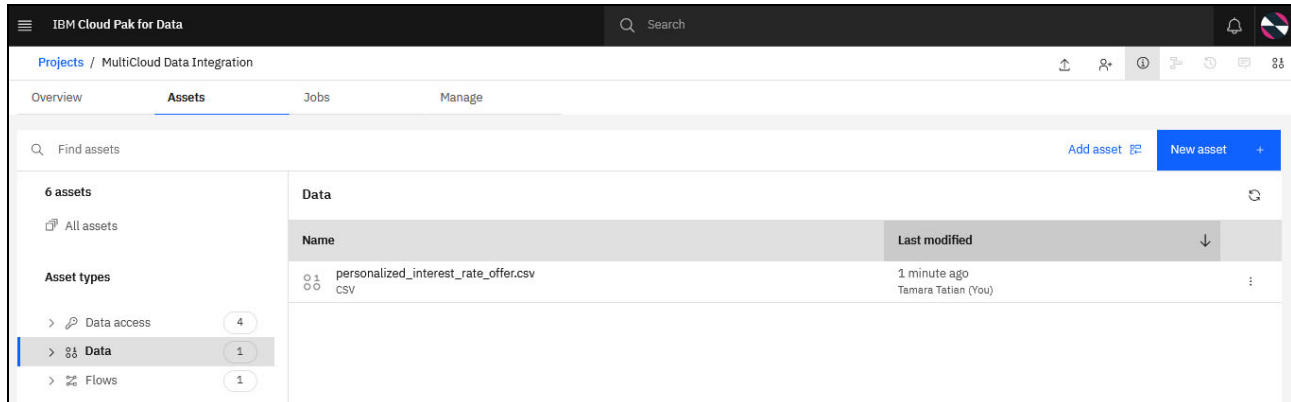 IBM Cloud Pak for Data
Search
Projects / MultiCloud Data Integration
Overview Assets Jobs Manage
Find assets
Add asset
New asset +
6 assets
All assets
Asset types
Data access 4
Data 1
Flows 1
Data
Name Last modified
personalized_interest_rate_offer.csv 1 minute ago
CSV Tamara Tatian (You)